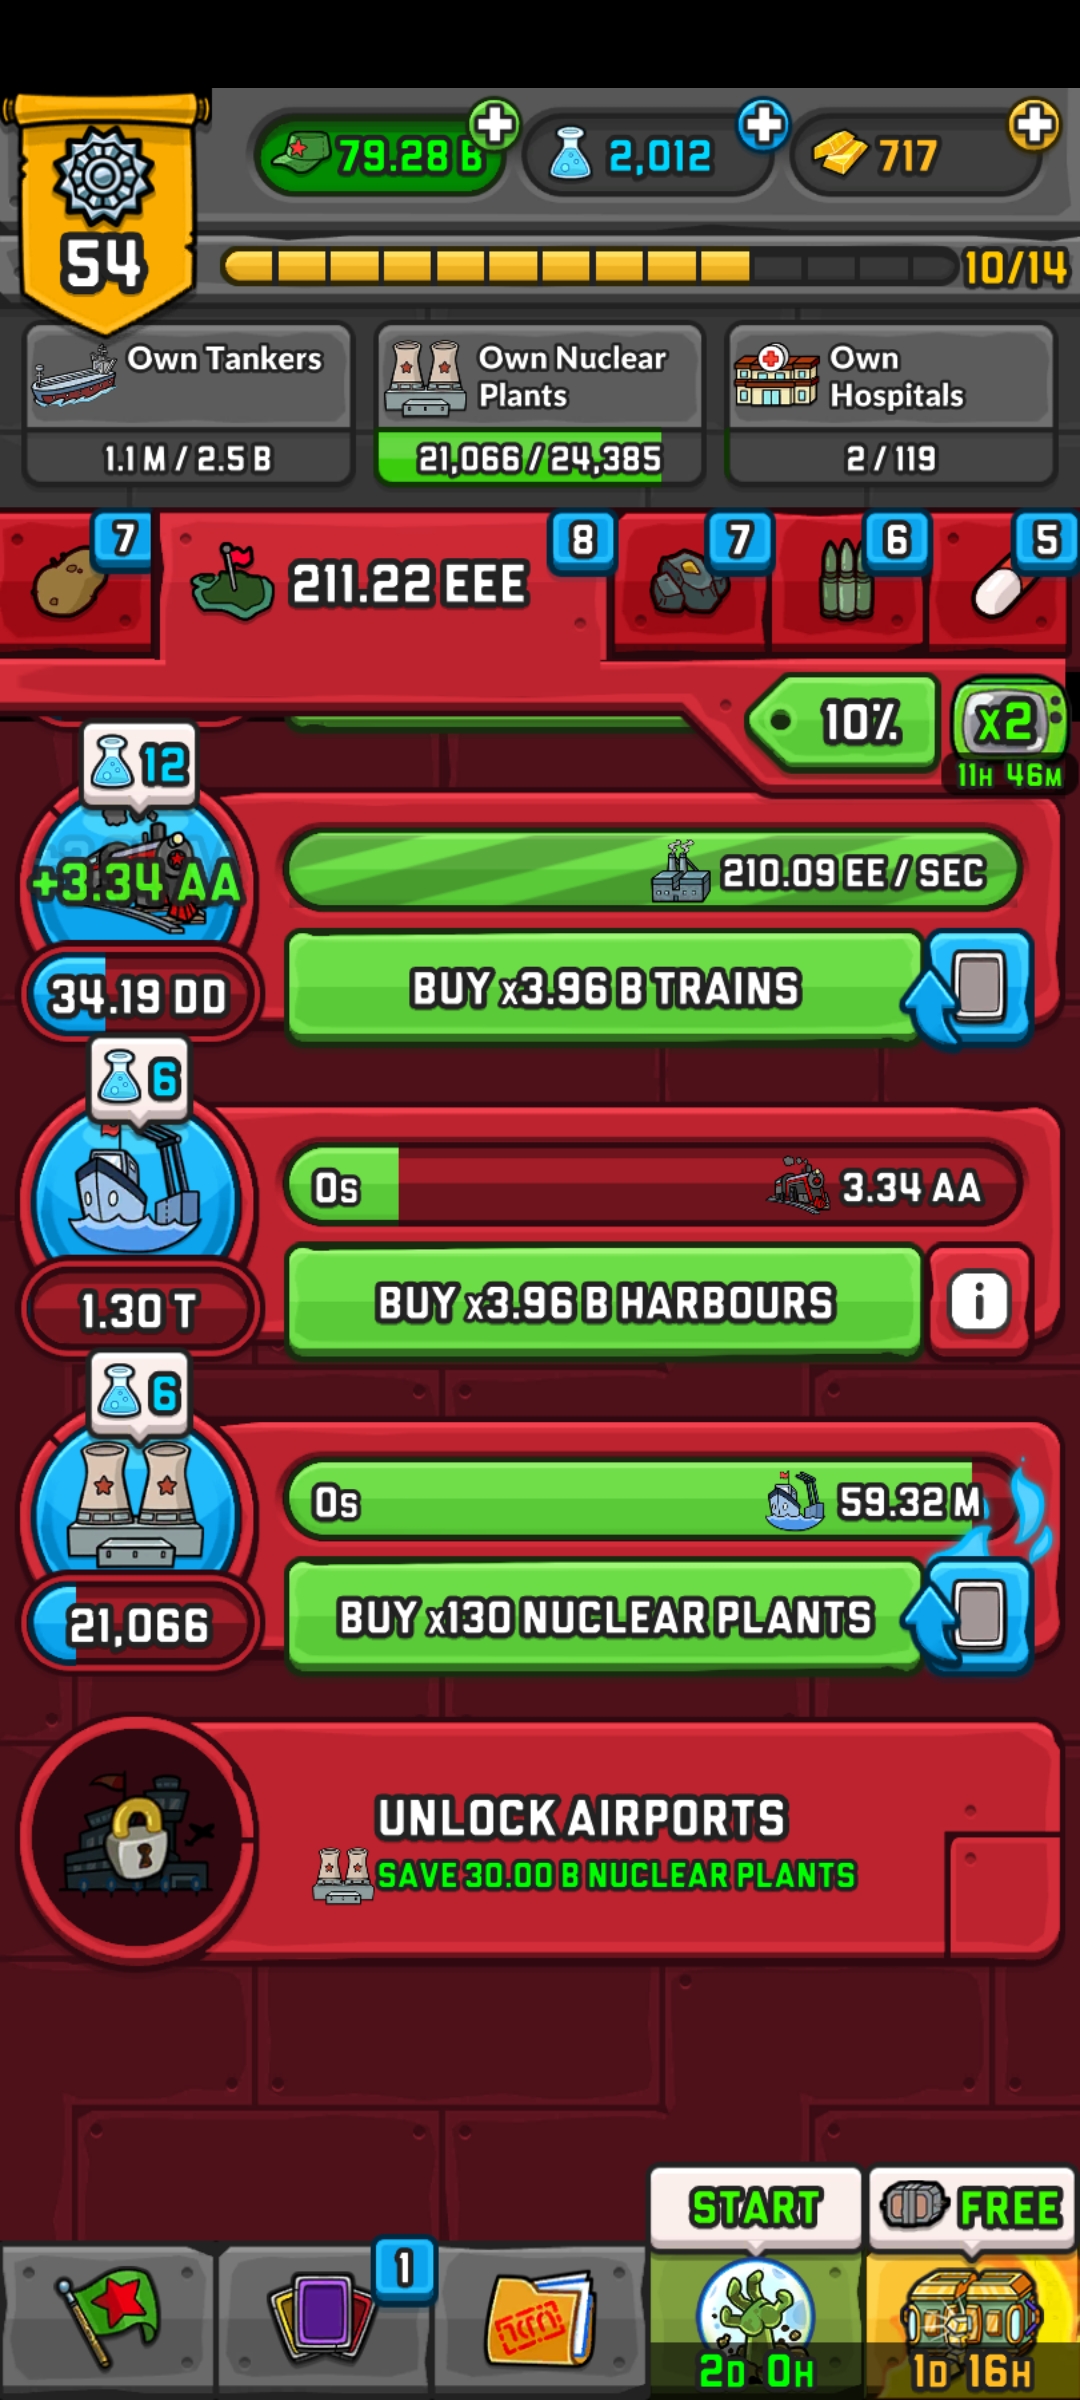 79.28 B
2,012
717
54
10/14
Own Tankers
1.1 M / 2.5 B
Own Nuclear
Plants
21,066 / 24,385
Own
Hospitals
2 / 119
7
211.22 EEE
8
7
6
5
10%
x2
11H 46M
12
+3.34 AA
34.19 DD
210.09 EE / SEC
BUY x3.96 B TRAINS
6
1.30 T
0s
3.34 AA
BUY x3.96 B HARBOURS
i
6
21,066
0s
59.32 M
BUY x130 NUCLEAR PLANTS
UNLOCK AIRPORTS
SAVE 30.00 B NUCLEAR PLANTS
1
START
2D 0H
FREE
1D 16H